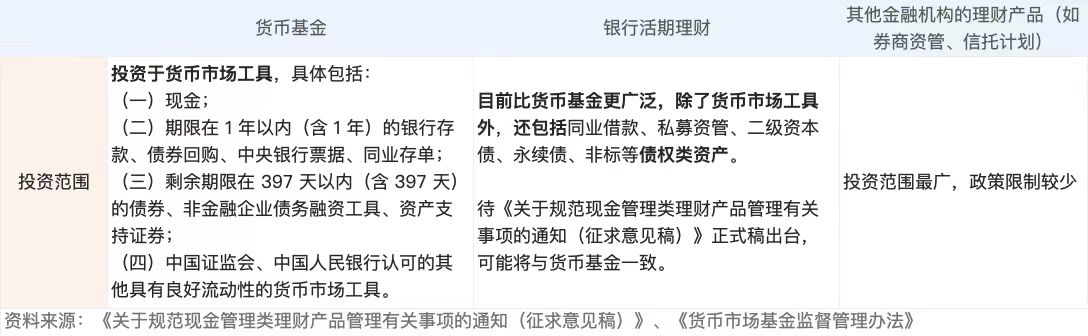 货币基金
银行活期理财
其他金融机构的理财产品（如
券商资管、信托计划）
投资范围
投资于货币市场工具，具体包括：
（一）现金；
（二）期限在 1 年以内（含 1 年）的银行存
款、债券回购、中央银行票据、同业存单；
（三）剩余期限在 397 天以内（含 397 天）
的债券、非金融企业债务融资工具、资产支
持证券；
（四）中国证监会、中国人民银行认可的其
他具有良好流动性的货币市场工具。
目前比货币基金更广泛，除了货币市场工具
外，还包括同业借款、私募资管、二级资本
债、永续债、非标等债权类资产。
待《关于规范现金管理类理财产品管理有关
事项的通知（征求意见稿）》正式稿出台，
可能将与货币基金一致。
投资范围最广，政策限制较少
资料来源：《关于规范现金管理类理财产品管理有关事项的通知（征求意见稿）》、《货币市场基金监督管理办法》